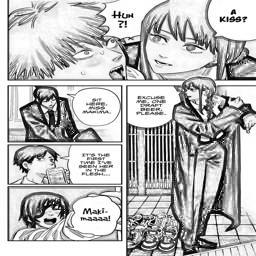 A
KISS?
HUH
?!
EXCUSE
ME, ONE
DRAFT
BEER,
PLEASE.
SIT
HERE,
MISS
MAKIMA.
IT'S THE
FIRST
TIME I'VE
SEEN HER
IN THE
FLESH...
Maki-
maaaa!